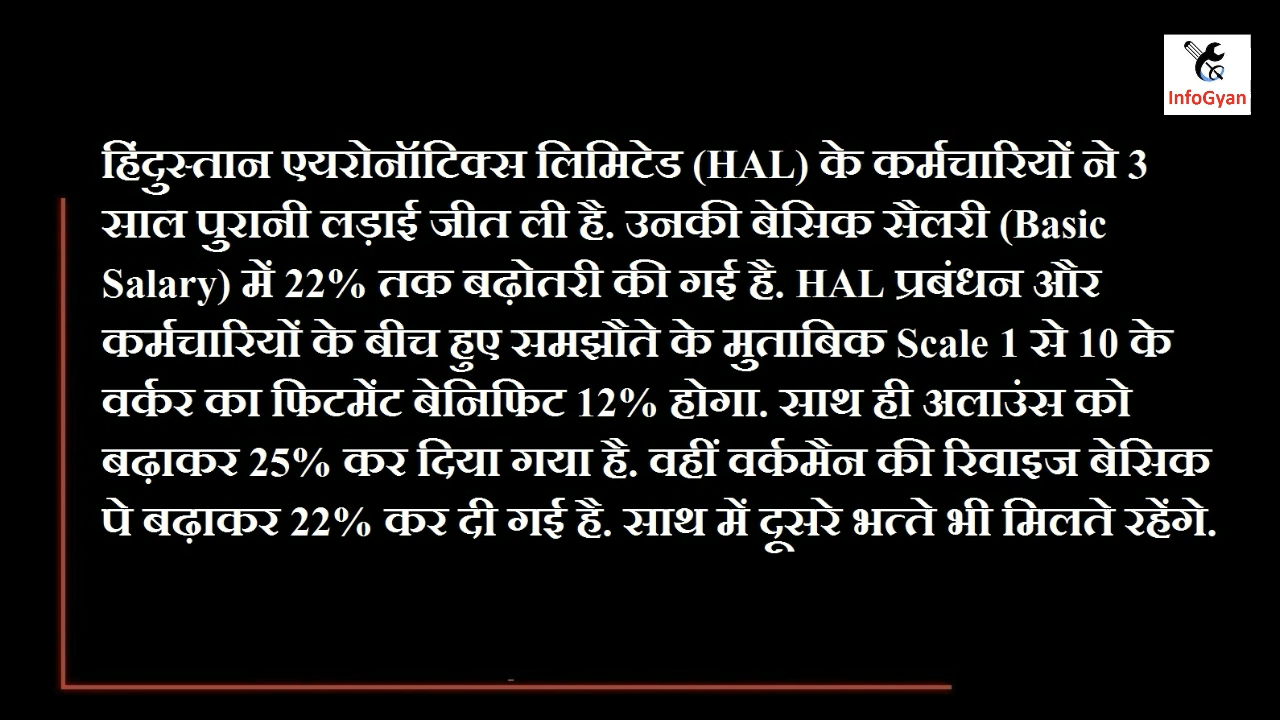 InfoGyan
हिंदुस्तान एयरोनॉटिक्स लिमिटेड (HAL) के कर्मचारियों ने 3
साल पुरानी लड़ाई जीत ली है. उनकी बेसिक सैलरी (Basic
Salary) में 22% तक बढ़ोतरी की गई है. HAL प्रबंधन और
कर्मचारियों के बीच हुए समझौते के मुताबिक Scale 1 से 10 के
वर्कर का फिटमेंट बेनिफिट 12% होगा. साथ ही अलाउंस को
बढ़ाकर 25% कर दिया गया है. वहीं वर्कमैन की रिवाइज बेसिक
पे बढ़ाकर 22% कर दी गई है. साथ में दूसरे भत्ते भी मिलते रहेंगे.